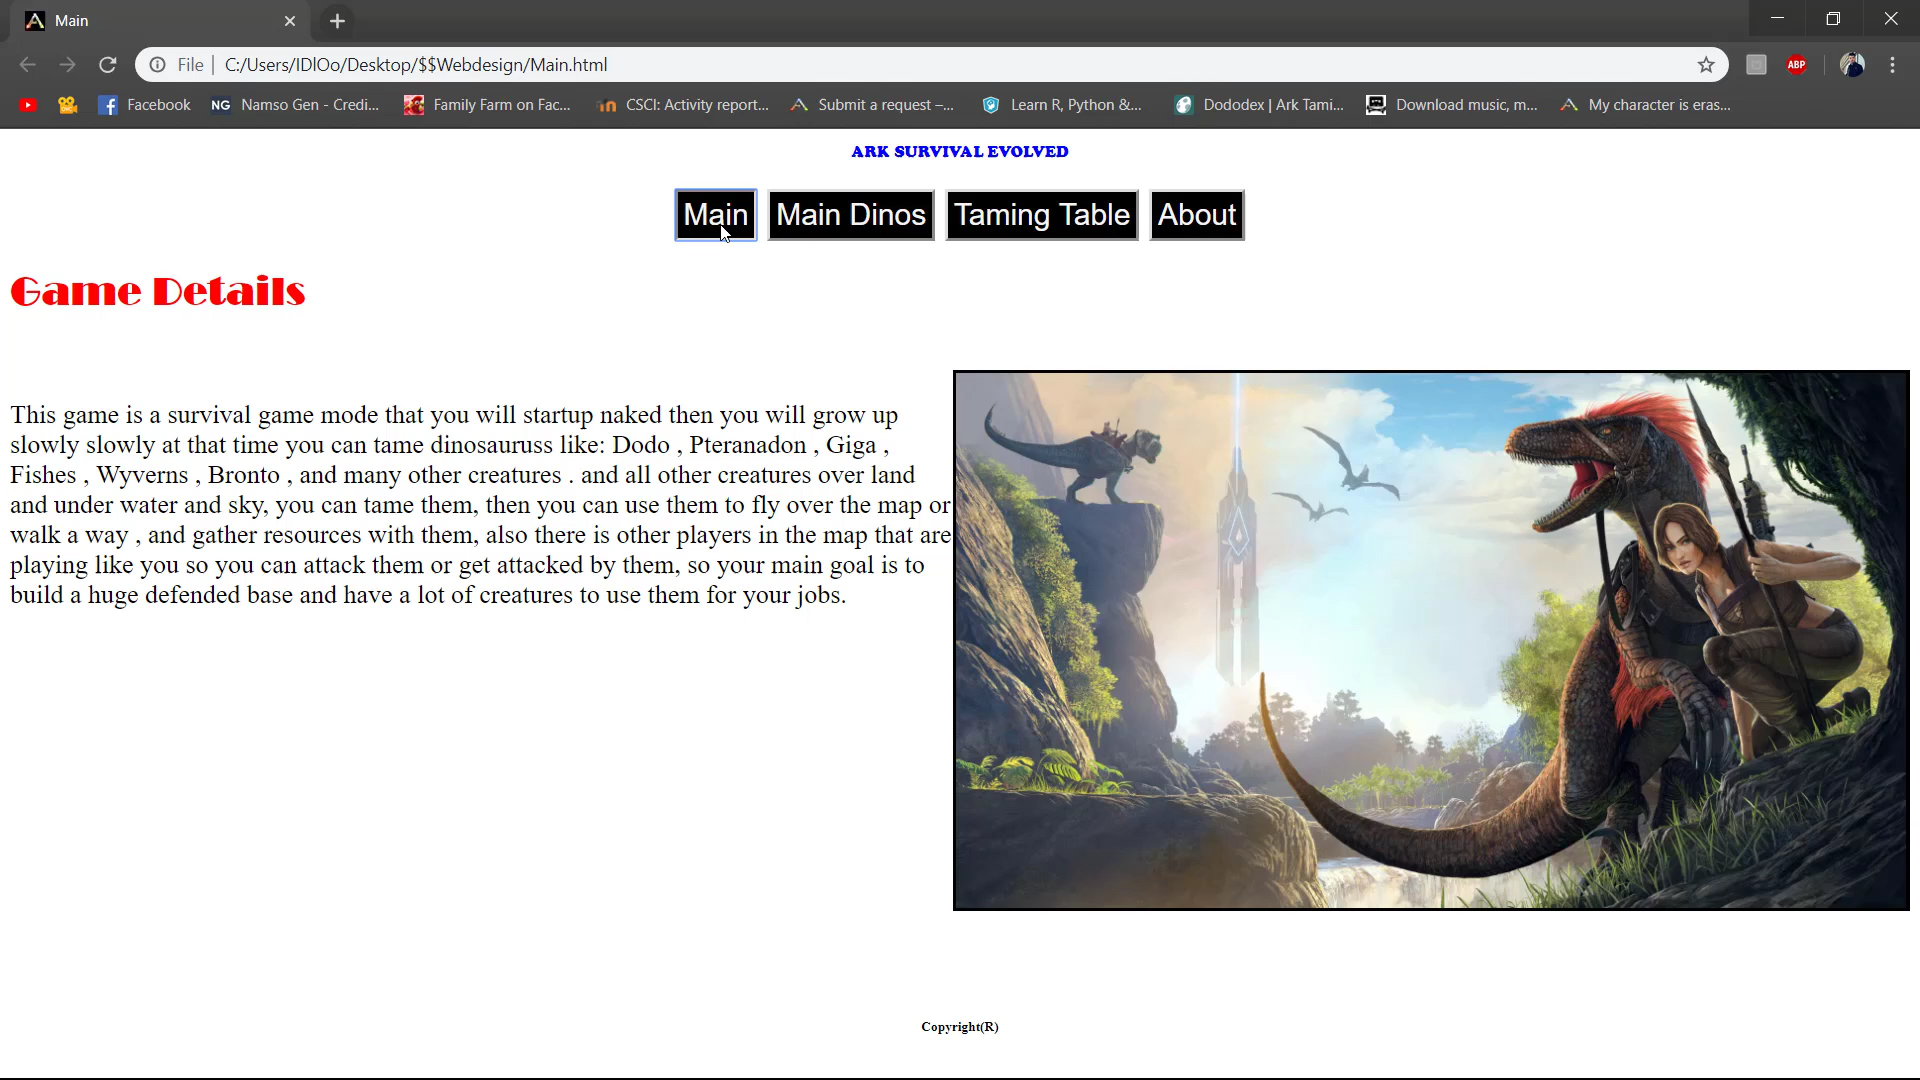 Main
File | C:/Users/IDlOo/Desktop/$$Webdesign/Main.html
ABP
Facebook NG Namso Gen - Credi... Family Farm on Fac... CSCI: Activity report... Submit a request –... Learn R, Python &... Dododex | Ark Tami... Download music, m... My character is eras...
ARK SURVIVAL EVOLVED
Main Main Dinos Taming Table About
Game Details
This game is a survival game mode that you will startup naked then you will grow up
slowly slowly at that time you can tame dinosauruss like: Dodo , Pteranadon , Giga ,
Fishes , Wyverns , Bronto , and many other creatures . and all other creatures over land
and under water and sky, you can tame them, then you can use them to fly over the map or
walk a way , and gather resources with them, also there is other players in the map that are
playing like you so you can attack them or get attacked by them, so your main goal is to
build a huge defended base and have a lot of creatures to use them for your jobs.
Copyright(R)